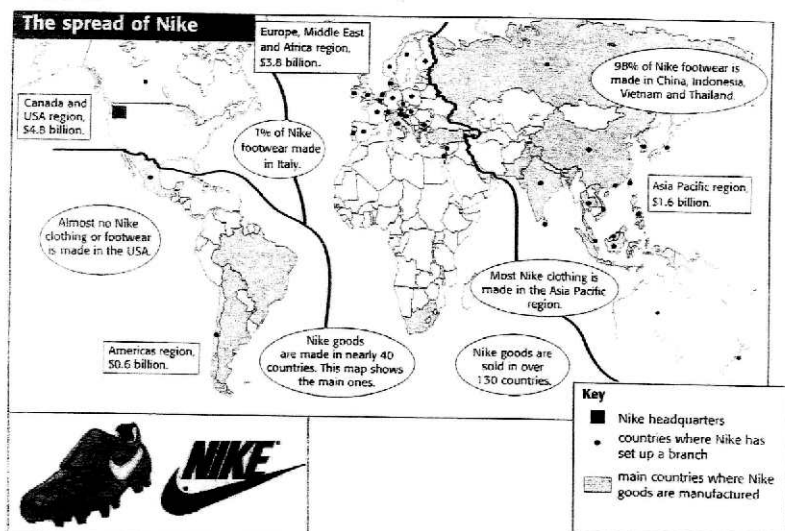 The spread of Nike
Europe, Middle East
and Africa region,
$3.8 billion.
98% of Nike footwear is
made in China, Indonesia,
Vietnam and Thailand.
Canada and
USA region,
$4.8 billion.
1% of Nike
footwear made
in Italy.
Asia Pacific region,
$1.6 billion.
Almost no Nike
clothing or footwear
is made in the USA.
Most Nike clothing is
made in the Asia Pacific
region.
Americas region,
$0.6 billion.
Nike goods
are made in nearly 40
countries. This map shows
the main ones.
Nike goods are
sold in over
130 countries.
Key
Nike headquarters
countries where Nike has
set up a branch
main countries where Nike
goods are manufactured
NIKE